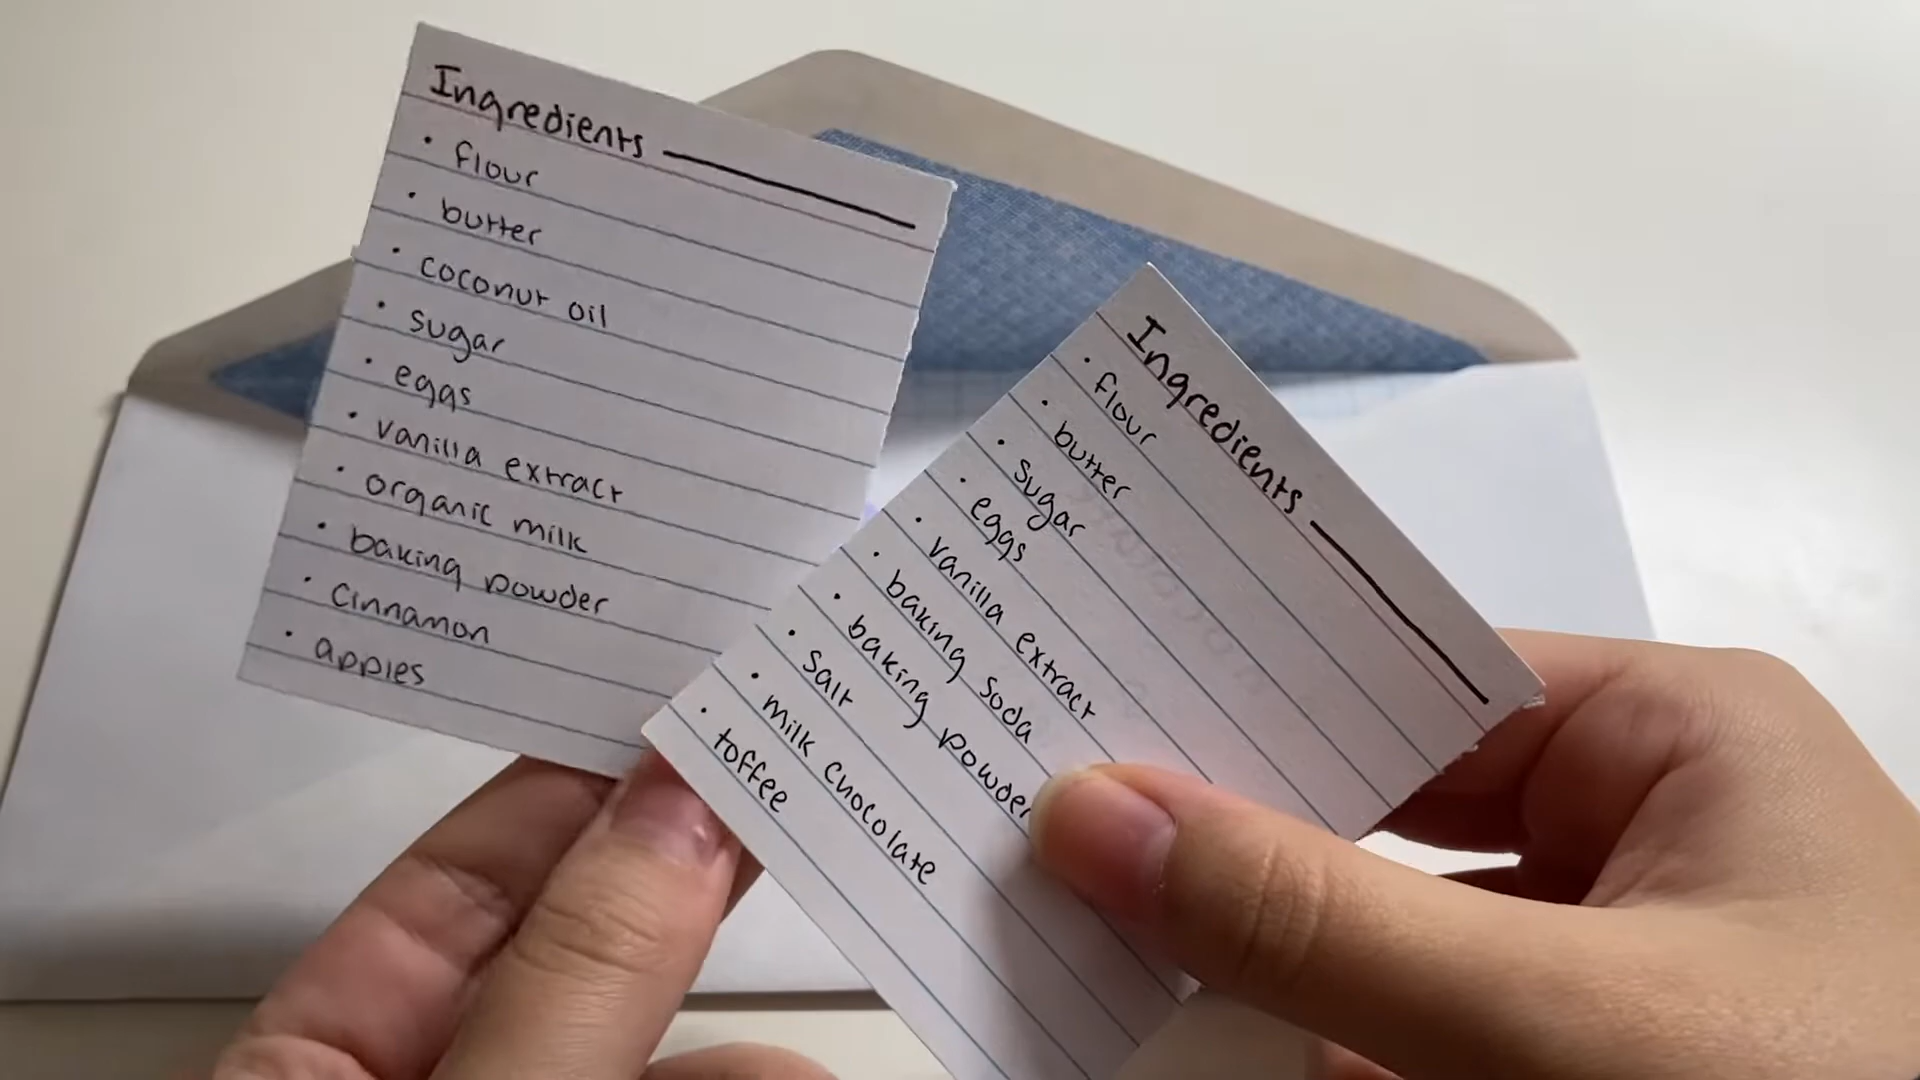 Ingredients
• flour
• butter
• coconut oil
• sugar
• eggs
• vanilla extract
• organic milk
• baking powder
• cinnamon
• apples
Ingredients
• flour
• butter
• sugar
• eggs
• vanilla extract
• baking soda
• baking powder
• salt
• milk chocolate
• toffee